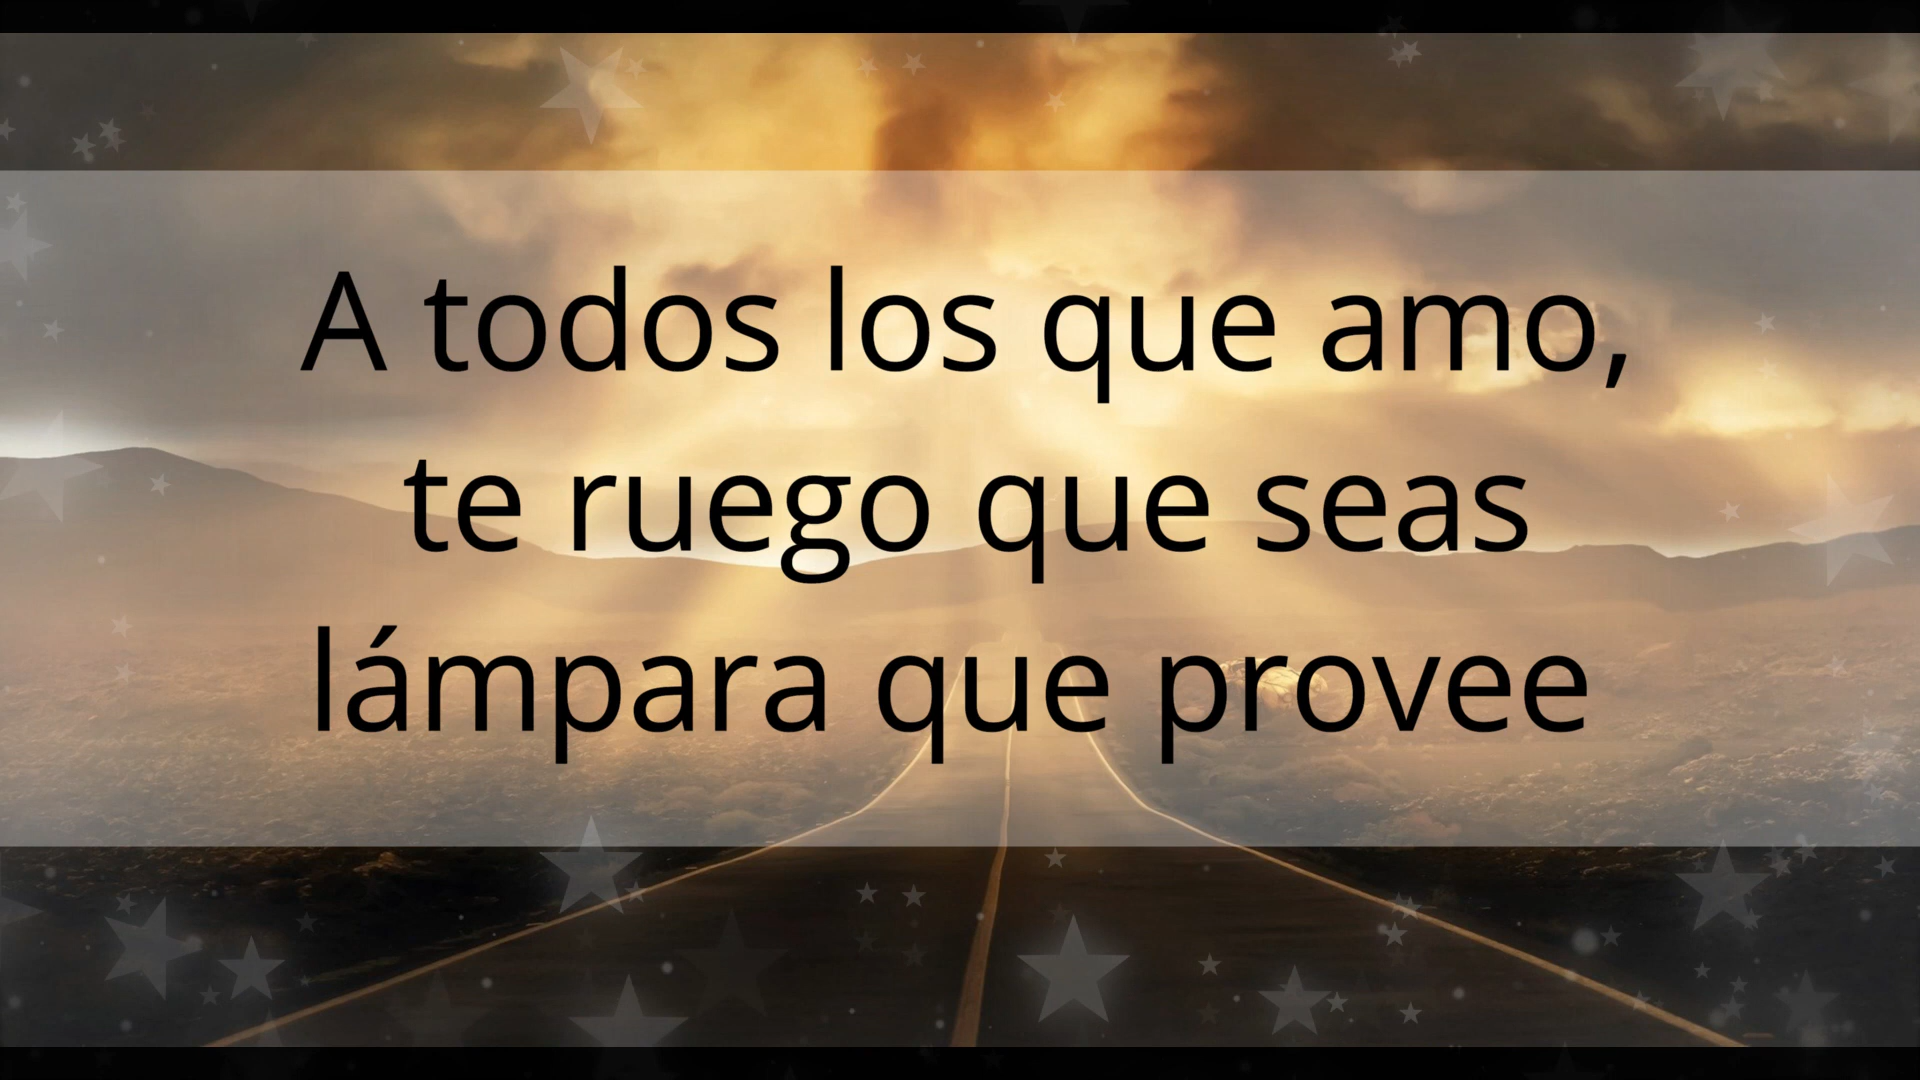 A todos los que amo,
te ruego que seas
lámpara que provee